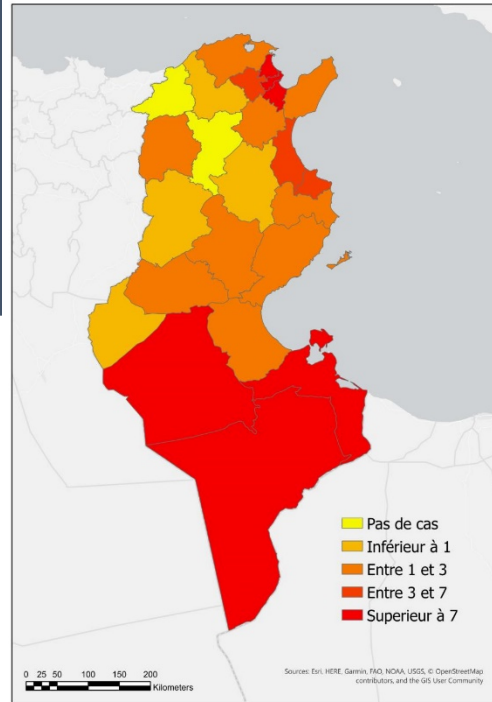 Pas de cas
Inférieur à 1
Entre 1 et 3
Entre 3 et 7
Superieur à 7
0 25 50 100 150 200
Kilometers
Sources: Esri, HERE, Garmin, FAO, NOAA, USGS, © OpenStreetMap
contributors, and the GIS User Community